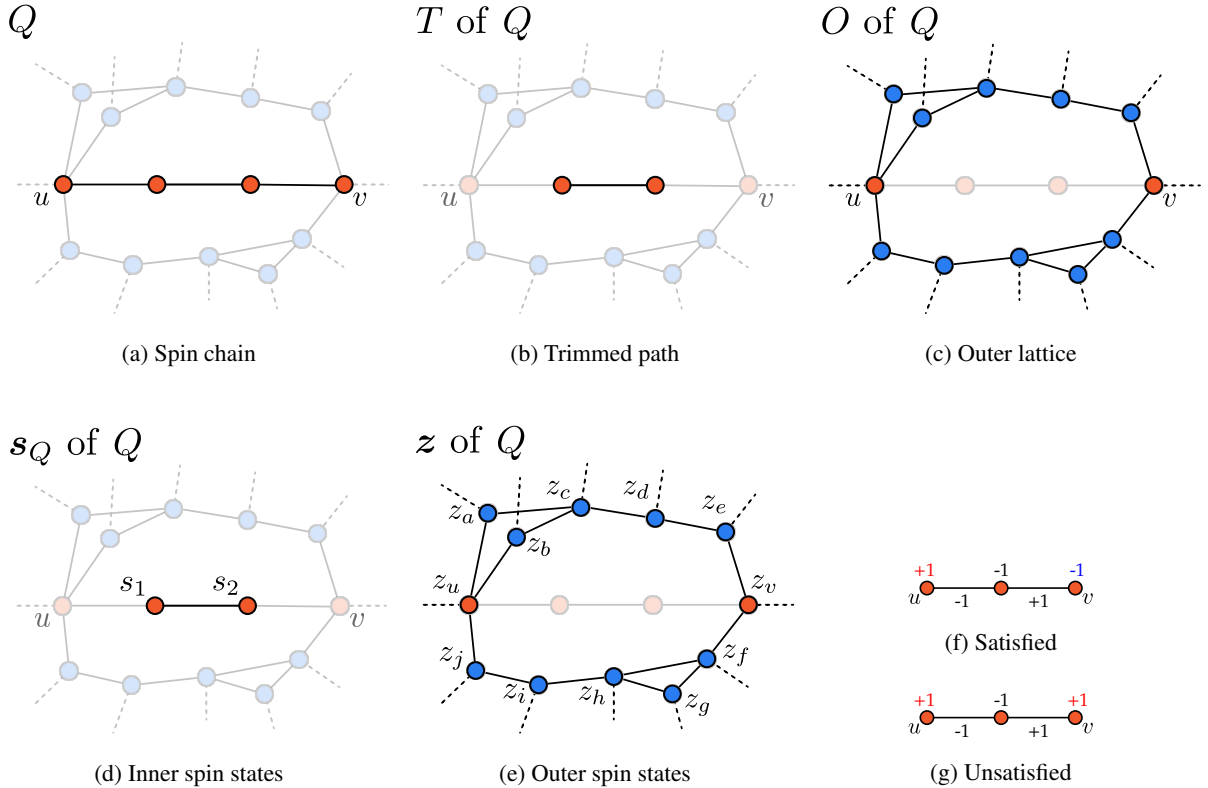 Q
T of Q
O of Q
u
v
u
v
u
v
(a) Spin chain
(b) Trimmed path
(c) Outer lattice
s_Q of Q
z of Q
s_1
s_2
u
v
z_a
z_b
z_c
z_d
z_e
z_u
z_v
z_j
z_i
z_h
z_g
z_f
+1
-1
-1
u
-1
+1
v
(f) Satisfied
+1
-1
+1
u
-1
+1
v
(g) Unsatisfied
(d) Inner spin states
(e) Outer spin states